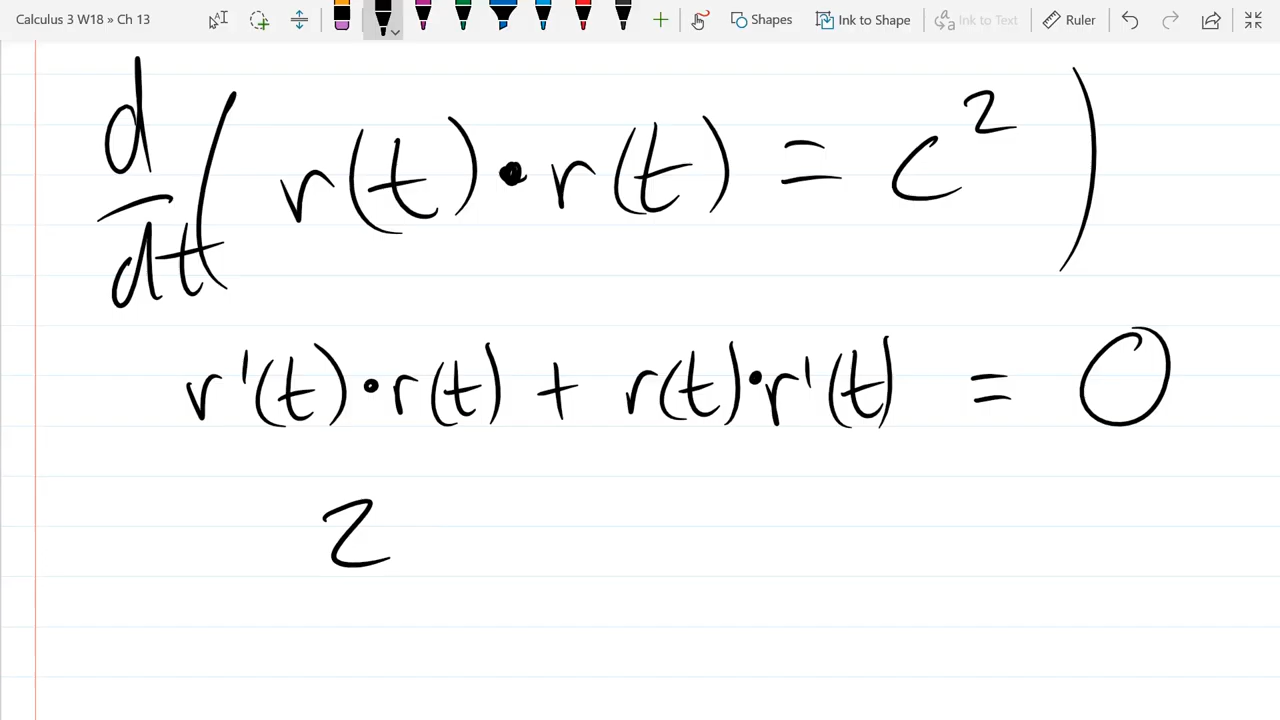 Calculus 3 W18 » Ch 13 Shapes Ink to Shape Ink to Text Ruler
d/dt ( r(t) • r(t) = c² )
r'(t) • r(t) + r(t) • r'(t) = 0
2